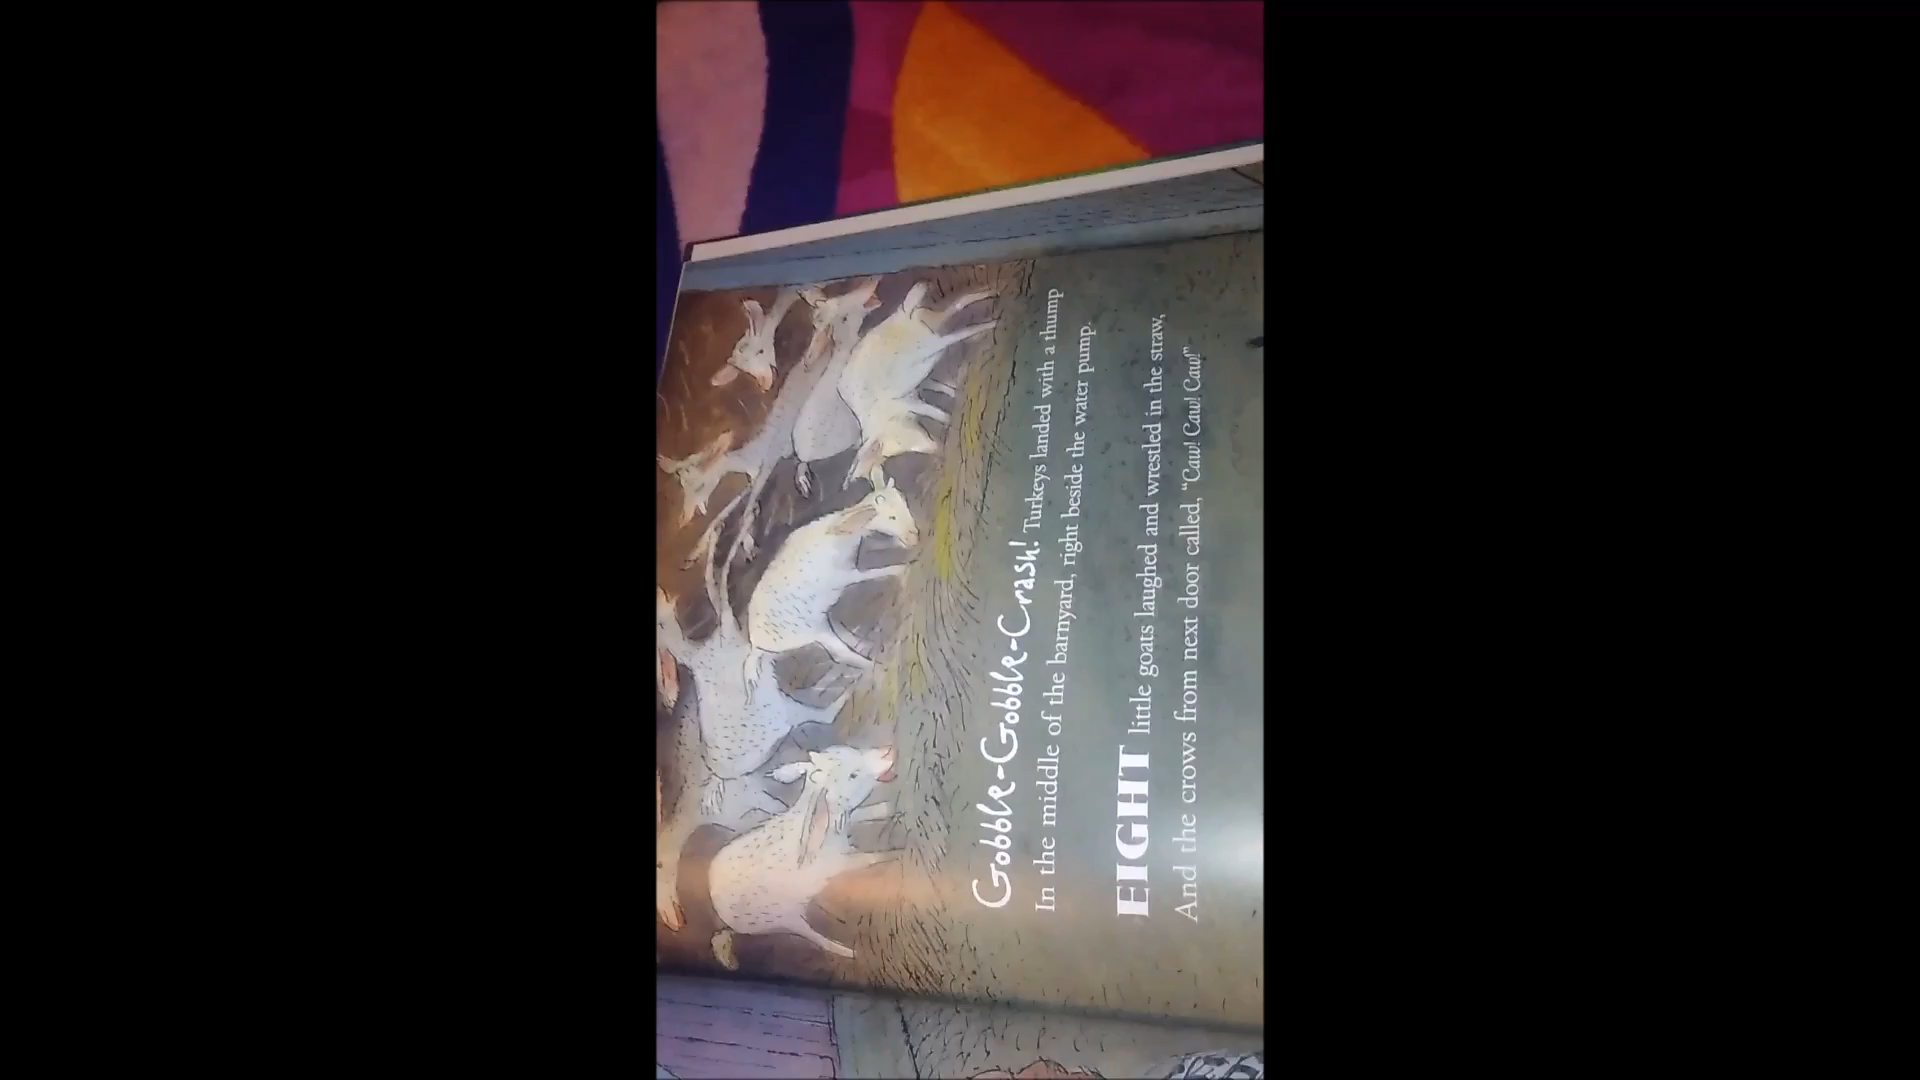 Gobble-Gobble-Crash! Turkeys landed with a thump
In the middle of the barnyard, right beside the water pump.
EIGHT little goats laughed and wrestled in the straw,
And the crows from next door called, “Caw! Caw! Caw!”